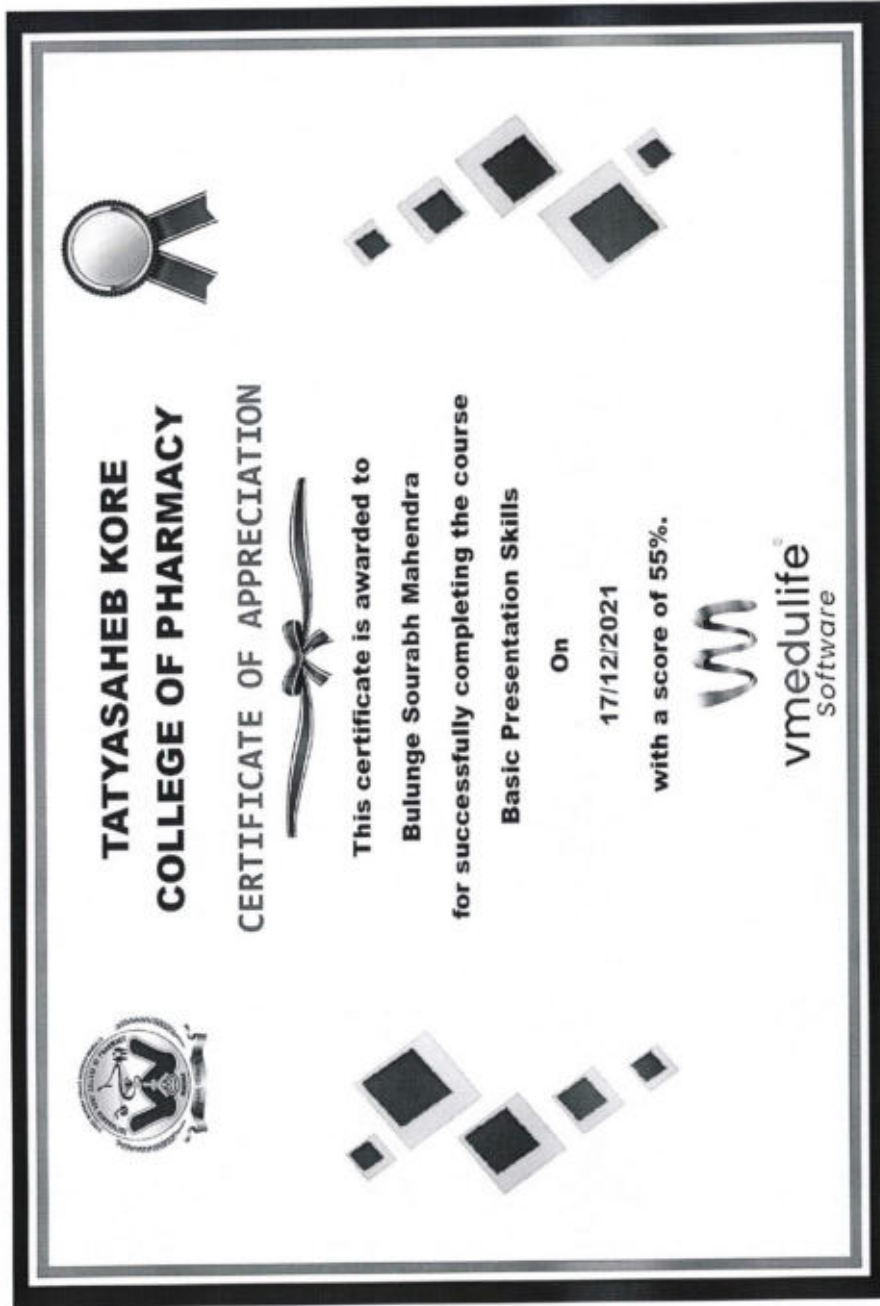 TATYASAHEB KORE
COLLEGE OF PHARMACY
CERTIFICATE OF APPRECIATION
This certificate is awarded to
Bulunge Sourabh Mahendra
for successfully completing the course
Basic Presentation Skills
On
17/12/2021
with a score of 55%.
vmedulife
Software